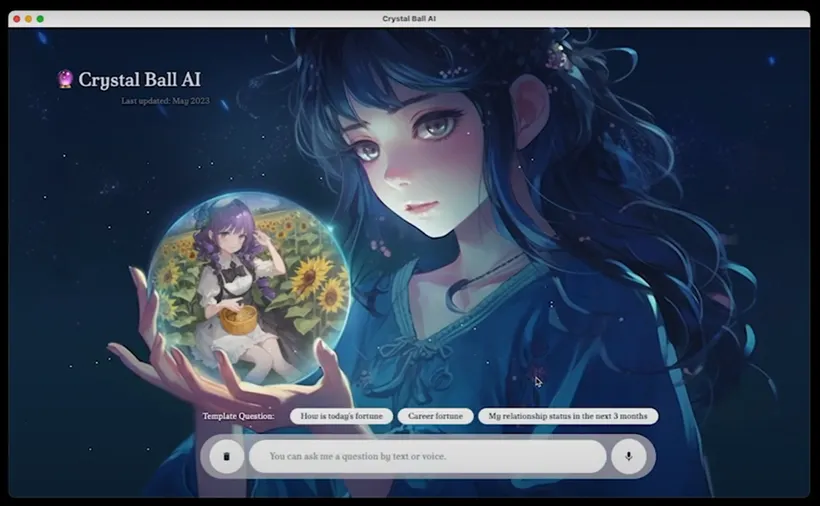 Crystal Ball AI
Crystal Ball AI
Last updated: May 2023
Template Question:
How is today's fortune
Career fortune
My relationship status in the next 3 months
You can ask me a question by text or voice.